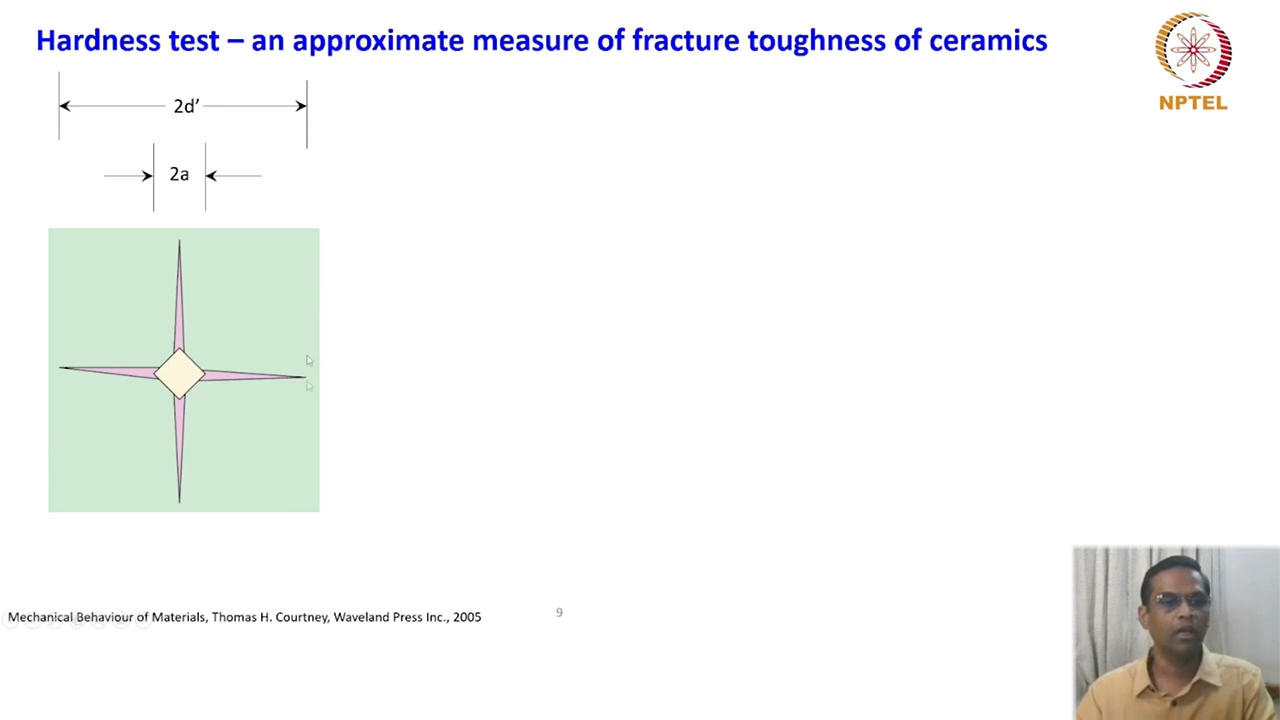 Hardness test – an approximate measure of fracture toughness of ceramics
NPTEL
2d’
2a
Mechanical Behaviour of Materials, Thomas H. Courtney, Waveland Press Inc., 2005
9